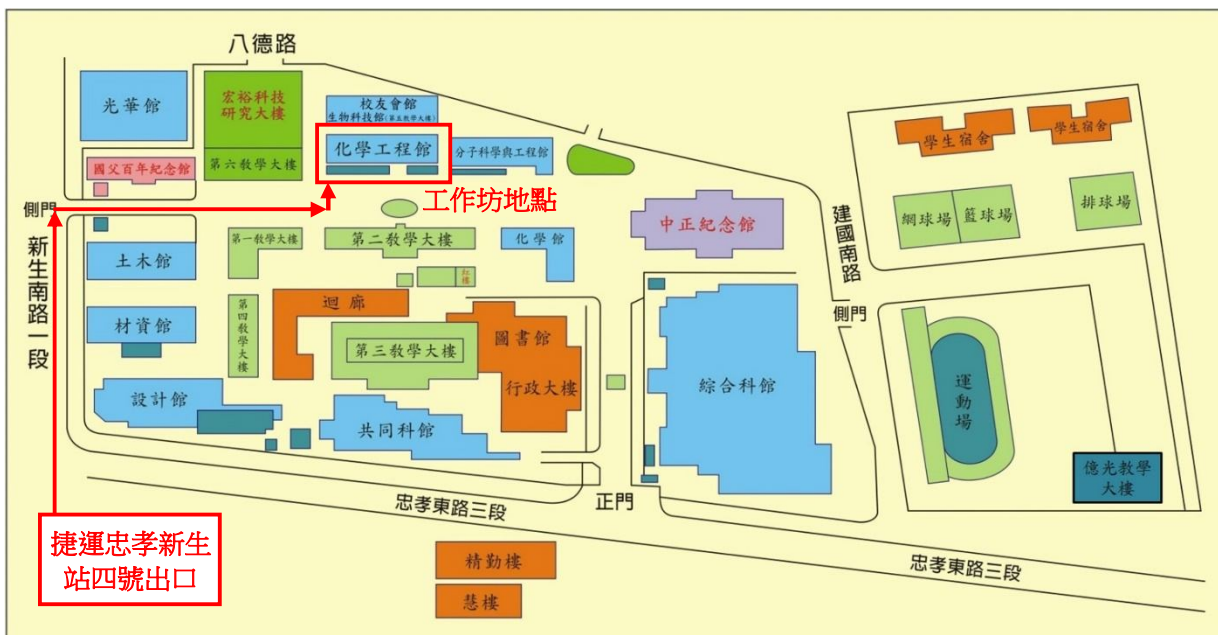 八德路
光華館
宏裕科技
研究大樓
校友會館
生物科技館(第五教學大樓)
化學工程館
分子科學與工程館
國父百年紀念館
第六教學大樓
工作坊地點
側門
新生南路一段
第一教學大樓
第二教學大樓
化學館
中正紀念館
建國南路
側門
學生宿舍
學生宿舍
網球場
籃球場
排球場
土木館
紅樓
材資館
第四教學大樓
迴廊
第三教學大樓
圖書館
行政大樓
綜合科館
運動場
設計館
共同科館
億光教學
大樓
忠孝東路三段
正門
忠孝東路三段
捷運忠孝新生
站四號出口
精勤樓
慧樓